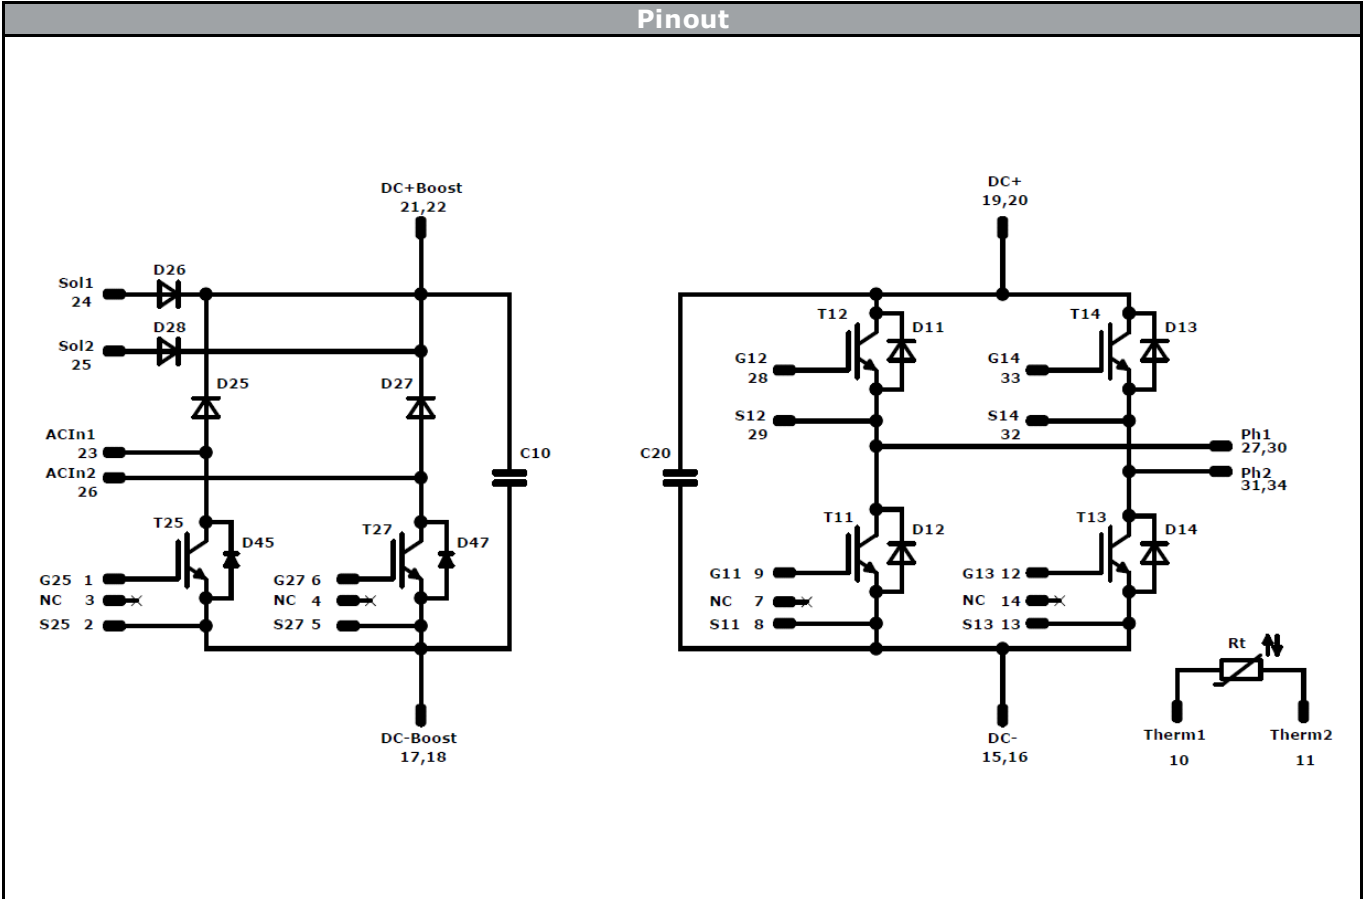 Pinout
DC+Boost
21,22
DC+
19,20
D26
Sol1
24
D28
Sol2
25
D25
D27
ACIn1
23
ACIn2
26
C10
T25
D45
T27
D47
G25 1
NC 3
S25 2
G27 6
NC 4
S27 5
DC-Boost
17,18
T12
D11
T14
D13
G12
28
G14
33
S12
29
S14
32
Ph1
27,30
Ph2
31,34
C20
T11
D12
T13
D14
G11 9
NC 7
S11 8
G13 12
NC 14
S13 13
DC-
15,16
Rt
Therm1
10
Therm2
11